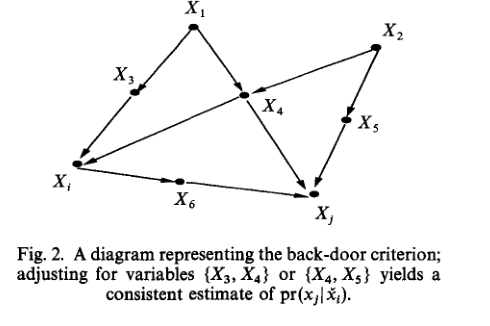 X₁
X₂
X₃
X₄
X₅
Xᵢ
X₆
Xⱼ
Fig. 2. A diagram representing the back-door criterion;
adjusting for variables {X₃, X₄} or {X₄, X₅} yields a
consistent estimate of pr(xⱼ|x̌ᵢ).